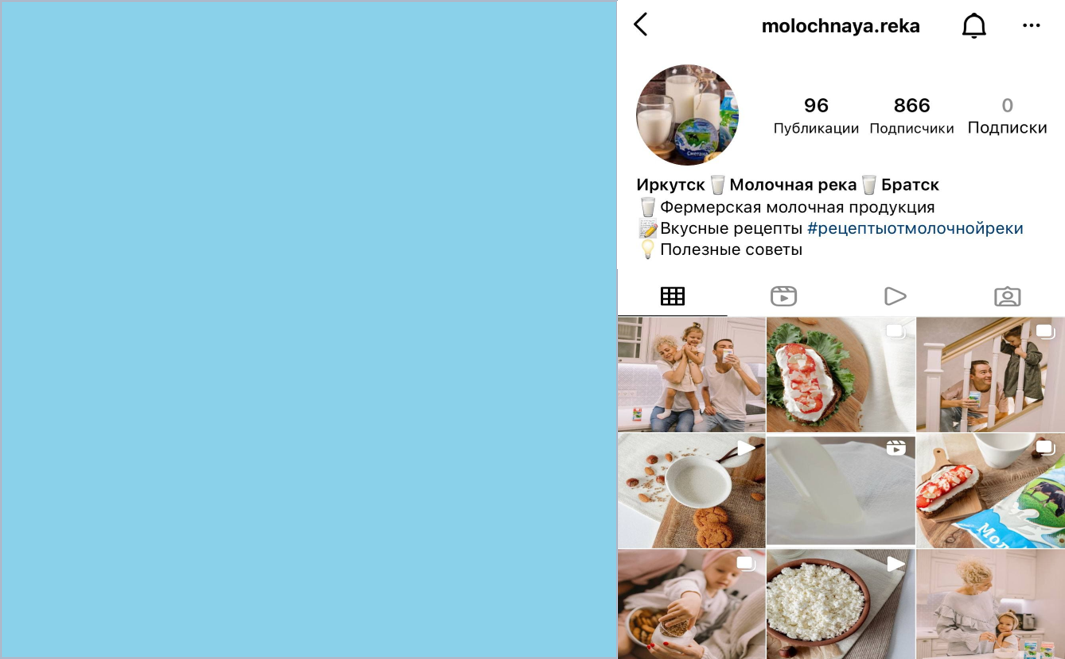 molochnaya.reka
96 866 0
Публикации Подписчики Подписки
Иркутск🥛Молочная река🥛Братск
🥛Фермерская молочная продукция
📝Вкусные рецепты #рецептыотмолочнойреки
💡Полезные советы